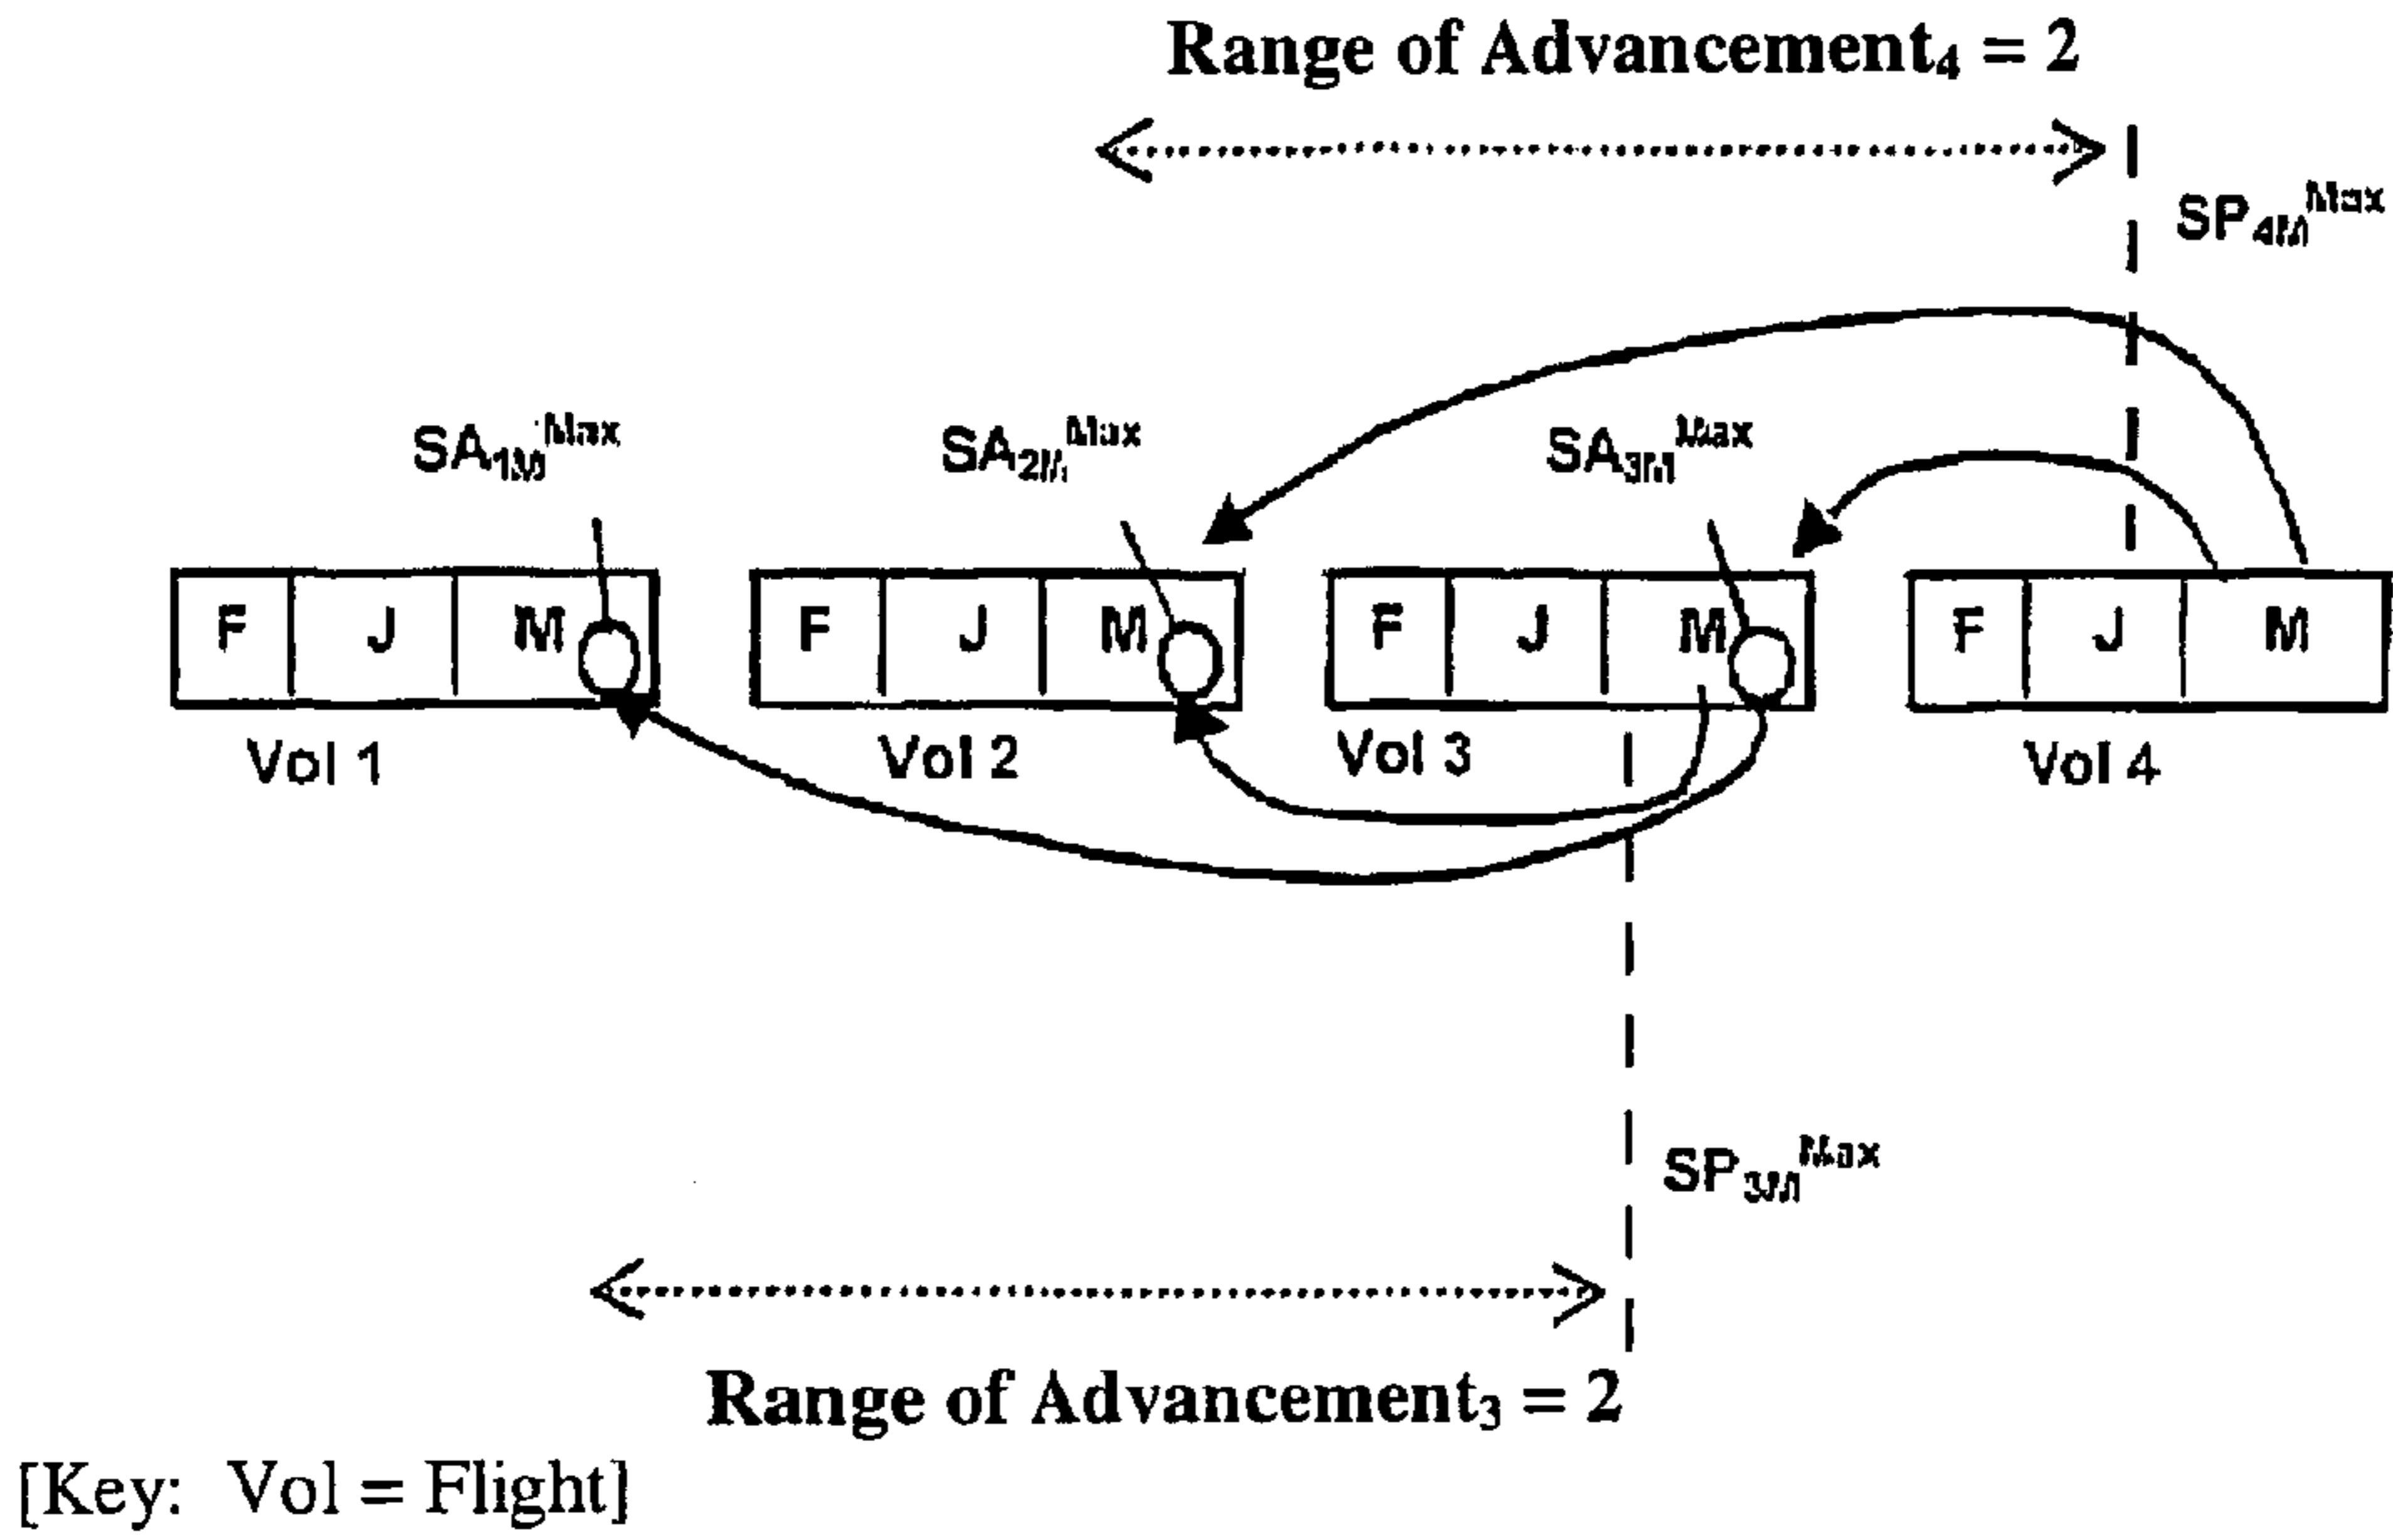 Range of Advancement₄ = 2
SP₄M Max
SA₁M Max
SA₂M Max
SA₃M Max
F J M
F J M
F J M
F J M
Vol 1
Vol 2
Vol 3
Vol 4
SP₃M Max
Range of Advancement₃ = 2
[Key: Vol = Flight]